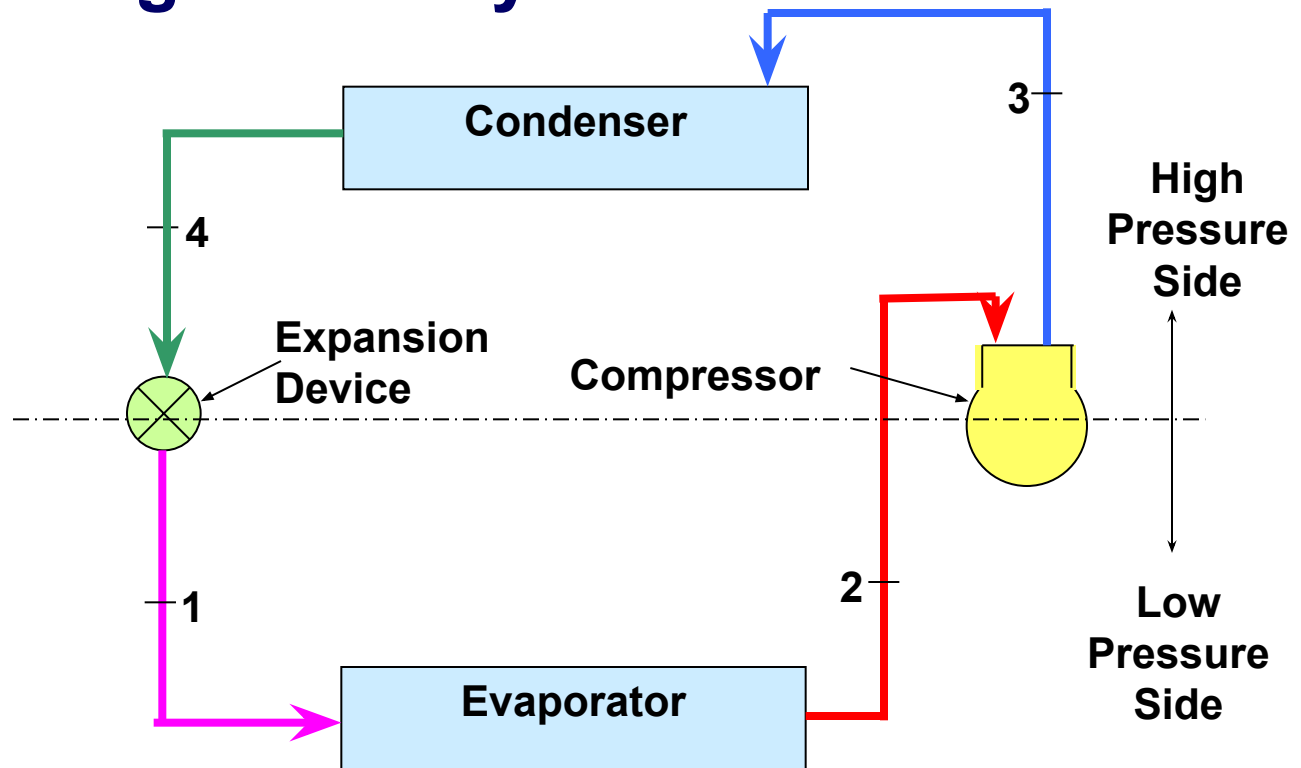 Condenser
3
High
Pressure
Side
4
Expansion
Device
Compressor
2
1
Low
Pressure
Side
Evaporator